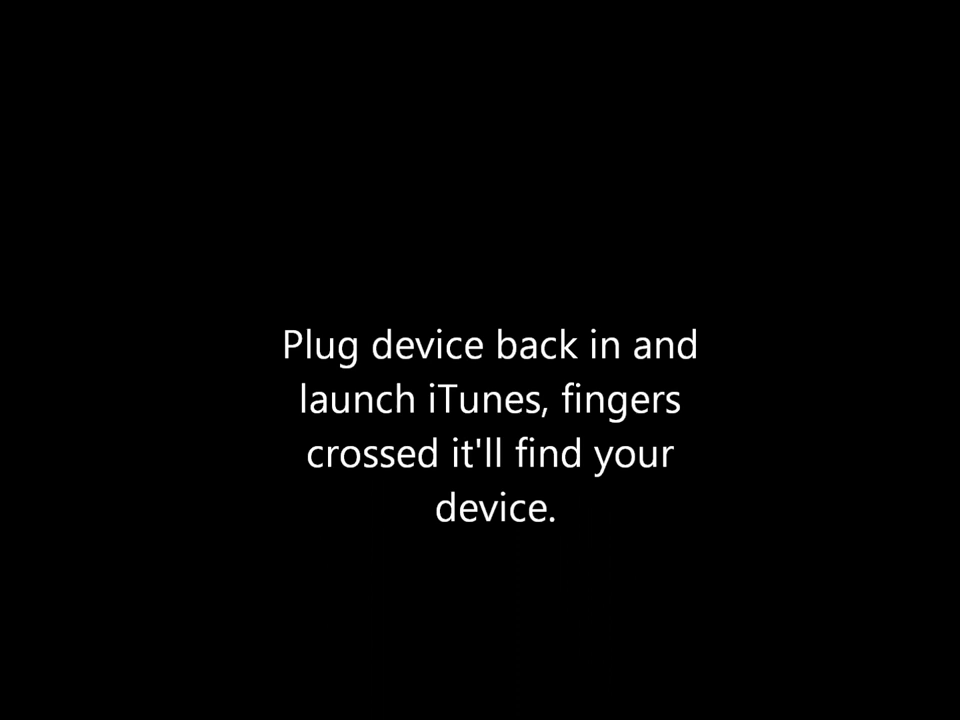 Plug device back in and
launch iTunes, fingers
crossed it'll find your
device.